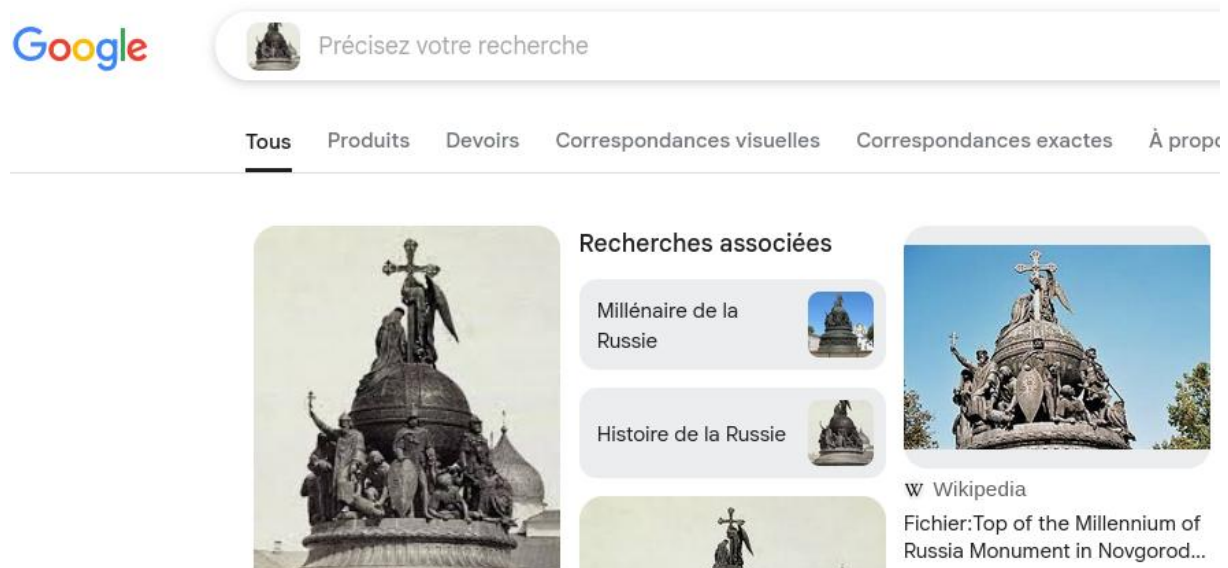 Google
Précisez votre recherche
Tous Produits Devoirs Correspondances visuelles Correspondances exactes À propo
Recherches associées
Millénaire de la
Russie
Histoire de la Russie
W Wikipedia
Fichier:Top of the Millennium of
Russia Monument in Novgorod...